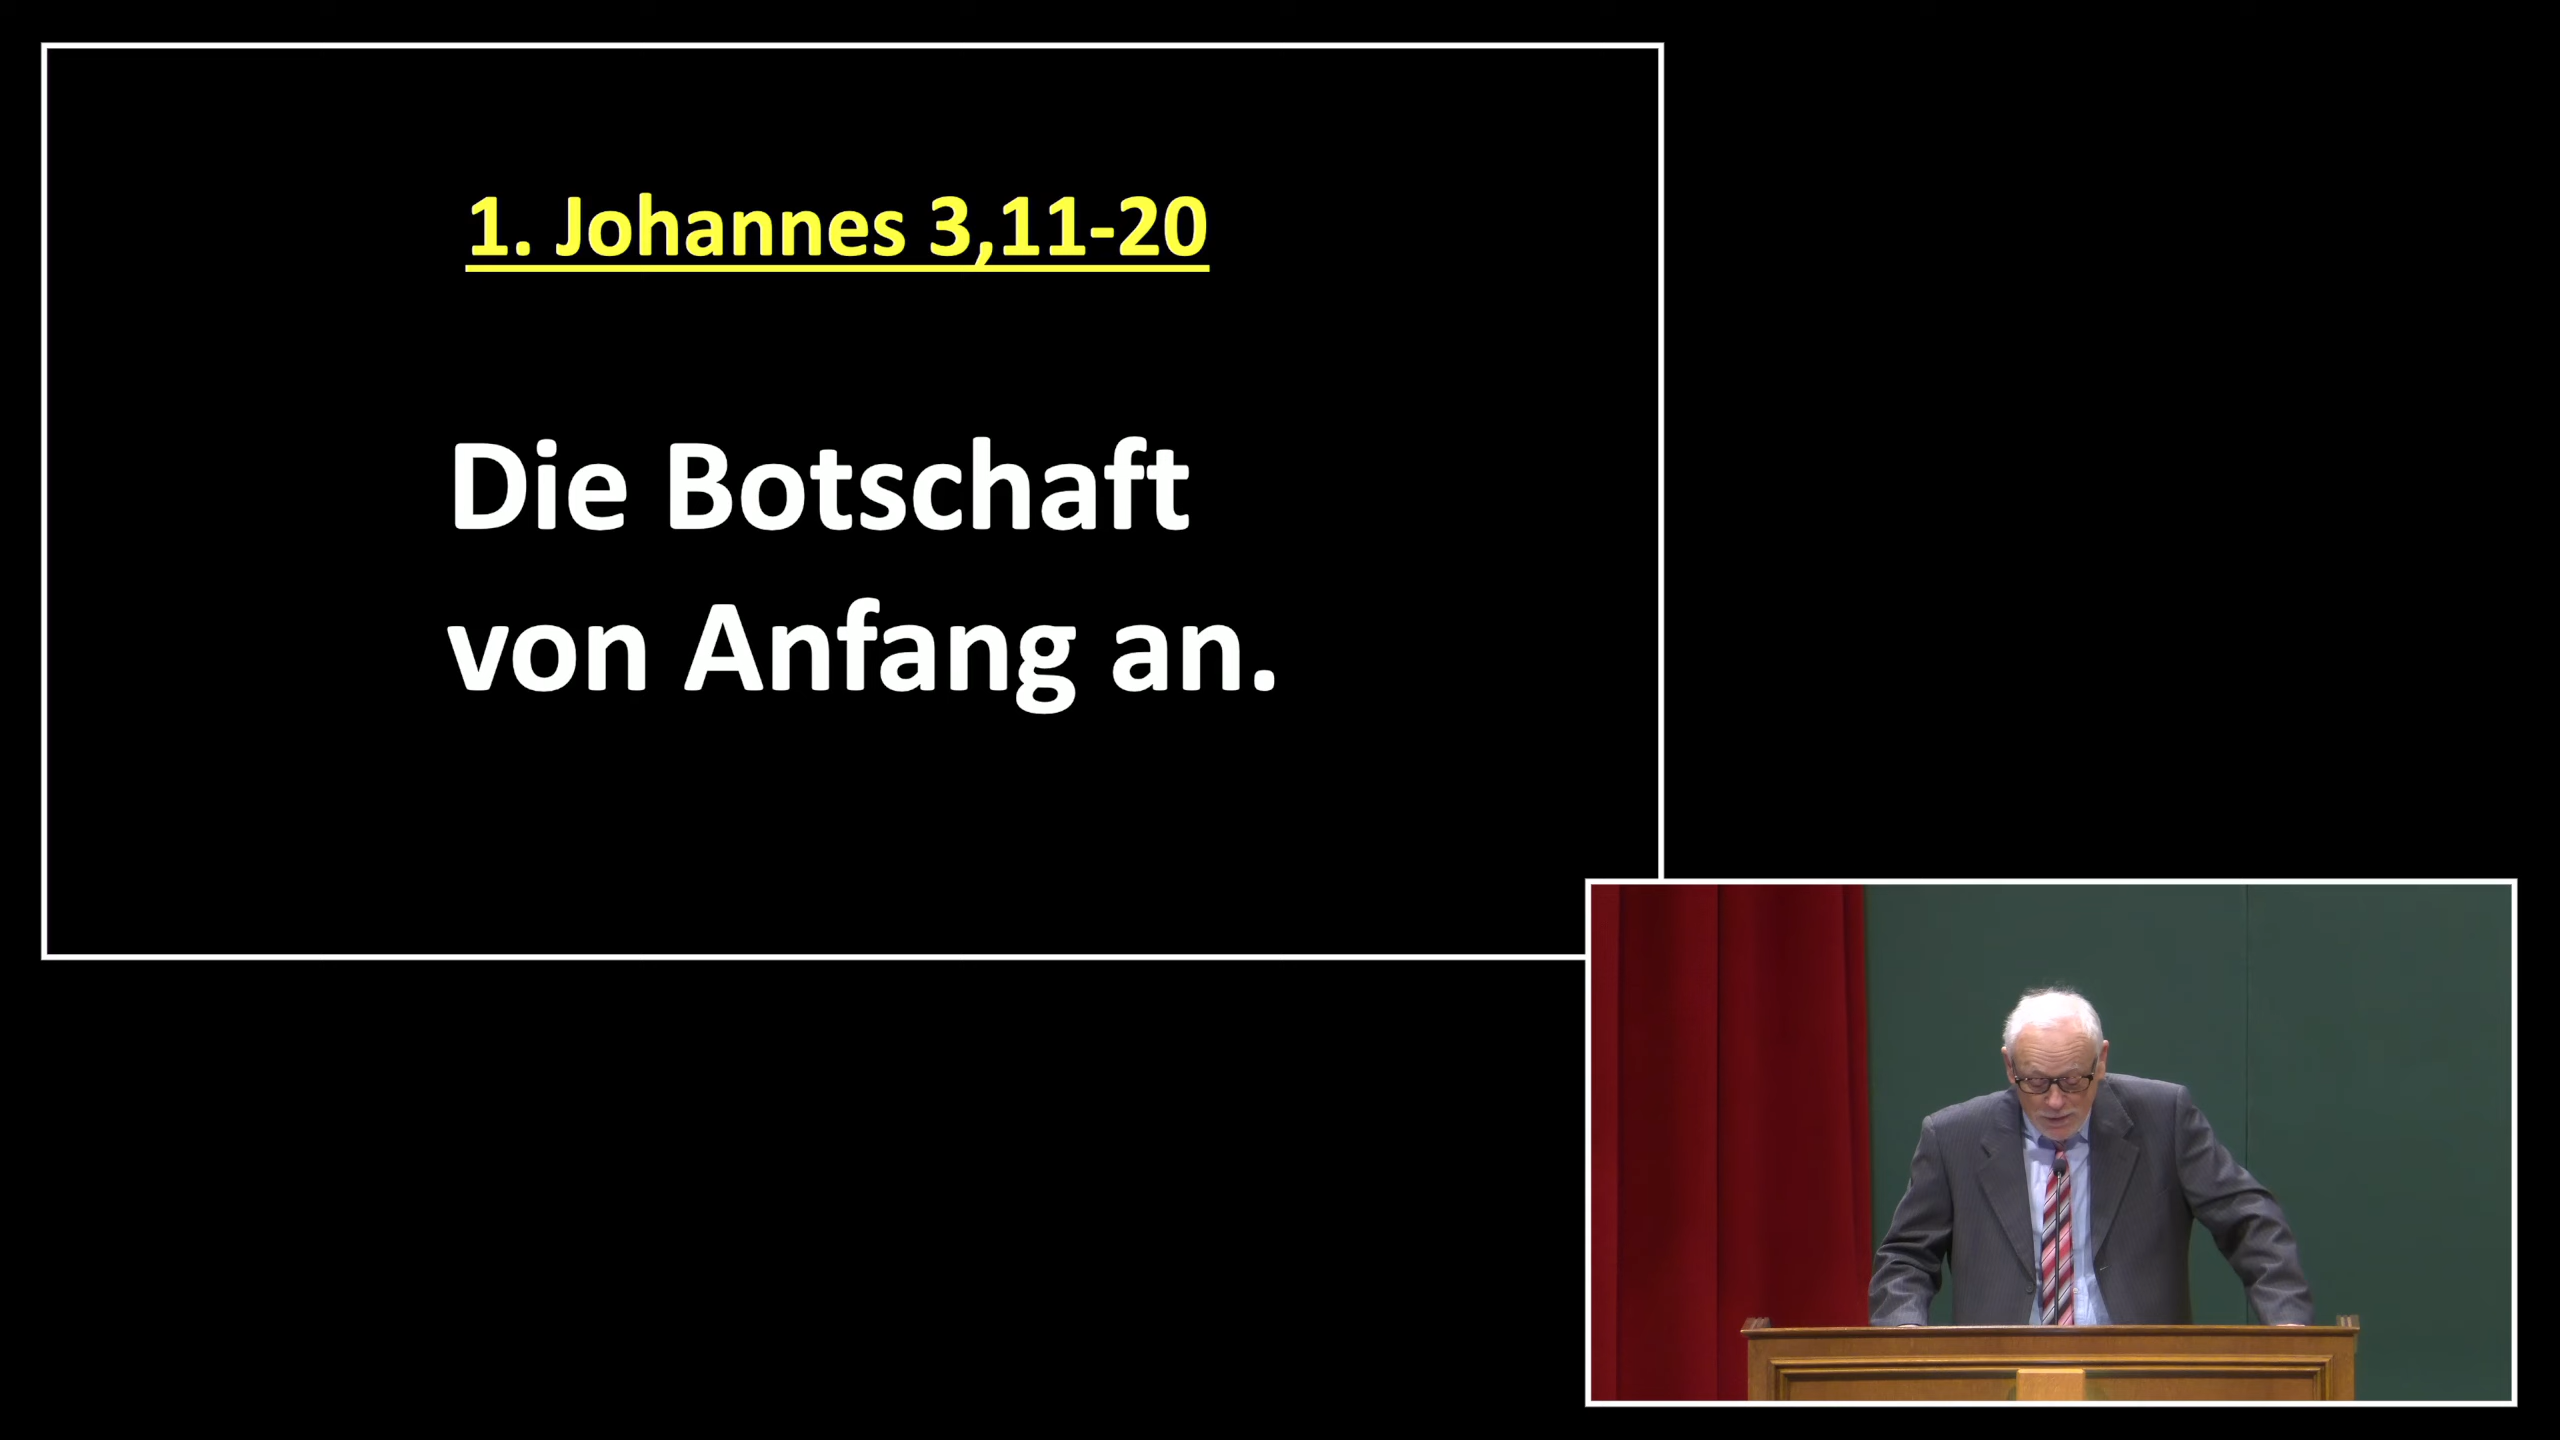 1. Johannes 3,11-20
Die Botschaft
von Anfang an.